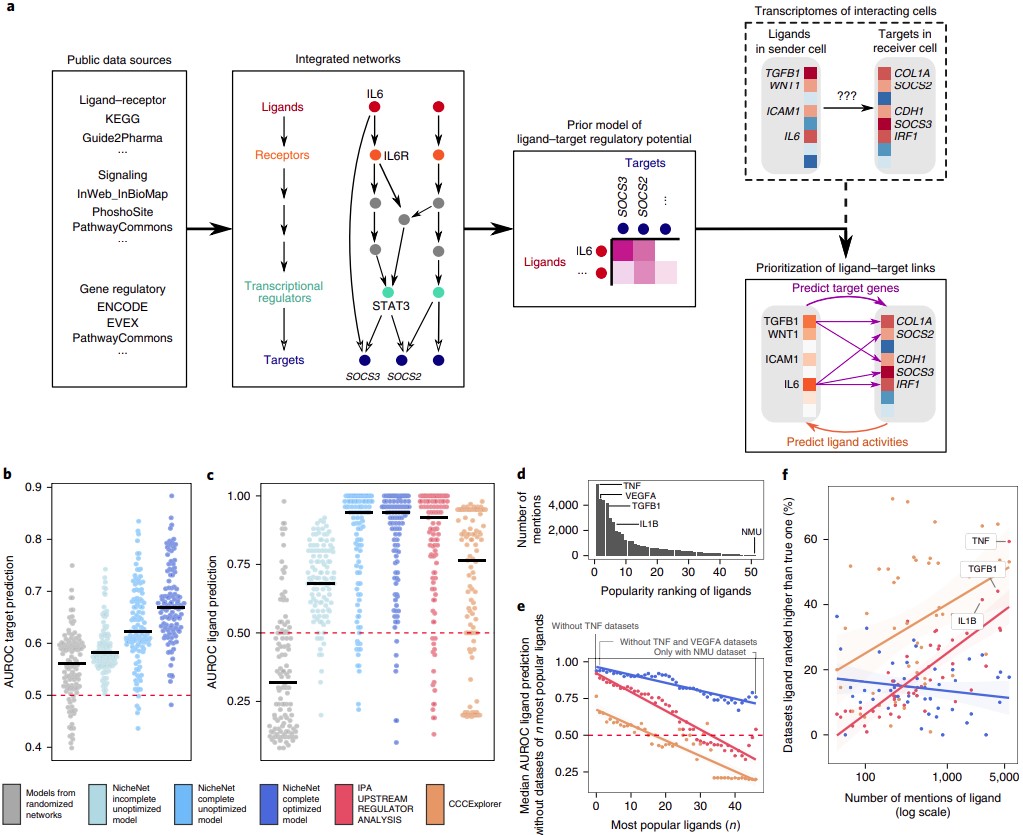 a
Public data sources
Ligand–receptor
KEGG
Guide2Pharma
...
Signaling
InWeb_InBioMap
PhoshoSite
PathwayCommons
...
Gene regulatory
ENCODE
EVEX
PathwayCommons
...
Integrated networks
Ligands
Receptors
Transcriptional
regulators
Targets
IL6
IL6R
STAT3
SOCS3 SOCS2
Prior model of
ligand–target regulatory potential
Targets
SOCS3
SOCS2
...
Ligands
IL6
...
Transcriptomes of interacting cells
Ligands
in sender cell
Targets in
receiver cell
TGFB1
WNT1
ICAM1
IL6
???
COL1A
SOCS2
CDH1
SOCS3
IRF1
Prioritization of ligand–target links
Predict target genes
TGFB1
WNT1
ICAM1
IL6
COL1A
SOCS2
CDH1
SOCS3
IRF1
Predict ligand activities
b
AUROC target prediction
0.9
0.8
0.7
0.6
0.5
0.4
c
AUROC ligand prediction
1.00
0.75
0.50
0.25
d
Number of
mentions
4,000
2,000
0
TNF
VEGFA
TGFB1
IL1B
NMU
0 10 20 30 40 50
Popularity ranking of ligands
e
Median AUROC ligand prediction
without datasets of n most popular ligands
Without TNF datasets
Without TNF and VEGFA datasets
Only with NMU dataset
1.00
0.75
0.50
0.25
0 10 20 30 40
Most popular ligands (n)
f
Datasets ligand ranked higher than true one (%)
60
40
20
0
TNF
TGFB1
IL1B
100 1,000 5,000
Number of mentions of ligand
(log scale)
Models from
randomized
networks
NicheNet
incomplete
unoptimized
model
NicheNet
complete
unoptimized
model
NicheNet
complete
optimized
model
IPA
UPSTREAM
REGULATOR
ANALYSIS
CCCExplorer